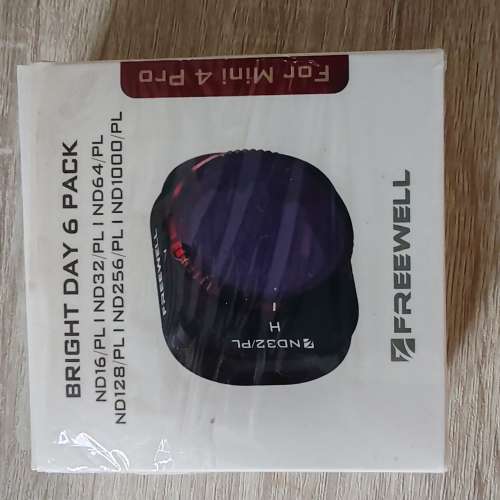 For Mini 4 Pro
FREEWELL
FREEWELL
H
ND32/PL
BRIGHT DAY 6 PACK
ND16/PL I ND32/PL I ND64/PL
ND128/PL I ND256/PL I ND1000/PL